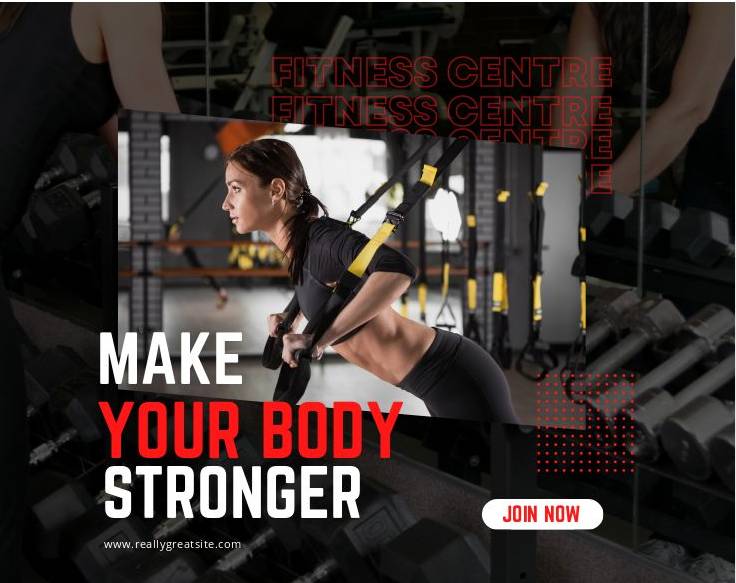 FITNESS CENTRE
FITNESS CENTRE
FITNESS CENTRE
E
MAKE
YOUR BODY
STRONGER
JOIN NOW
www.reallygreatsite.com